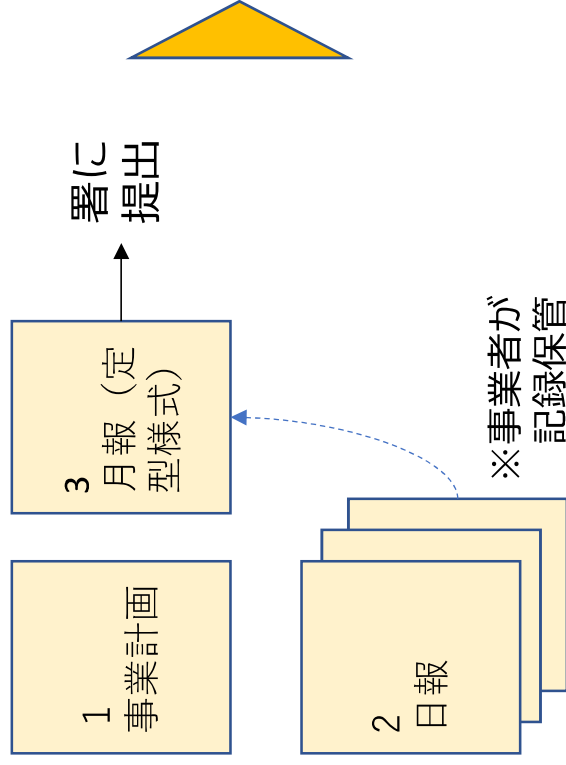 1
事業計画
3
月報（定
型様式）
署に
提出
2
日報
※事業者が
記録保管